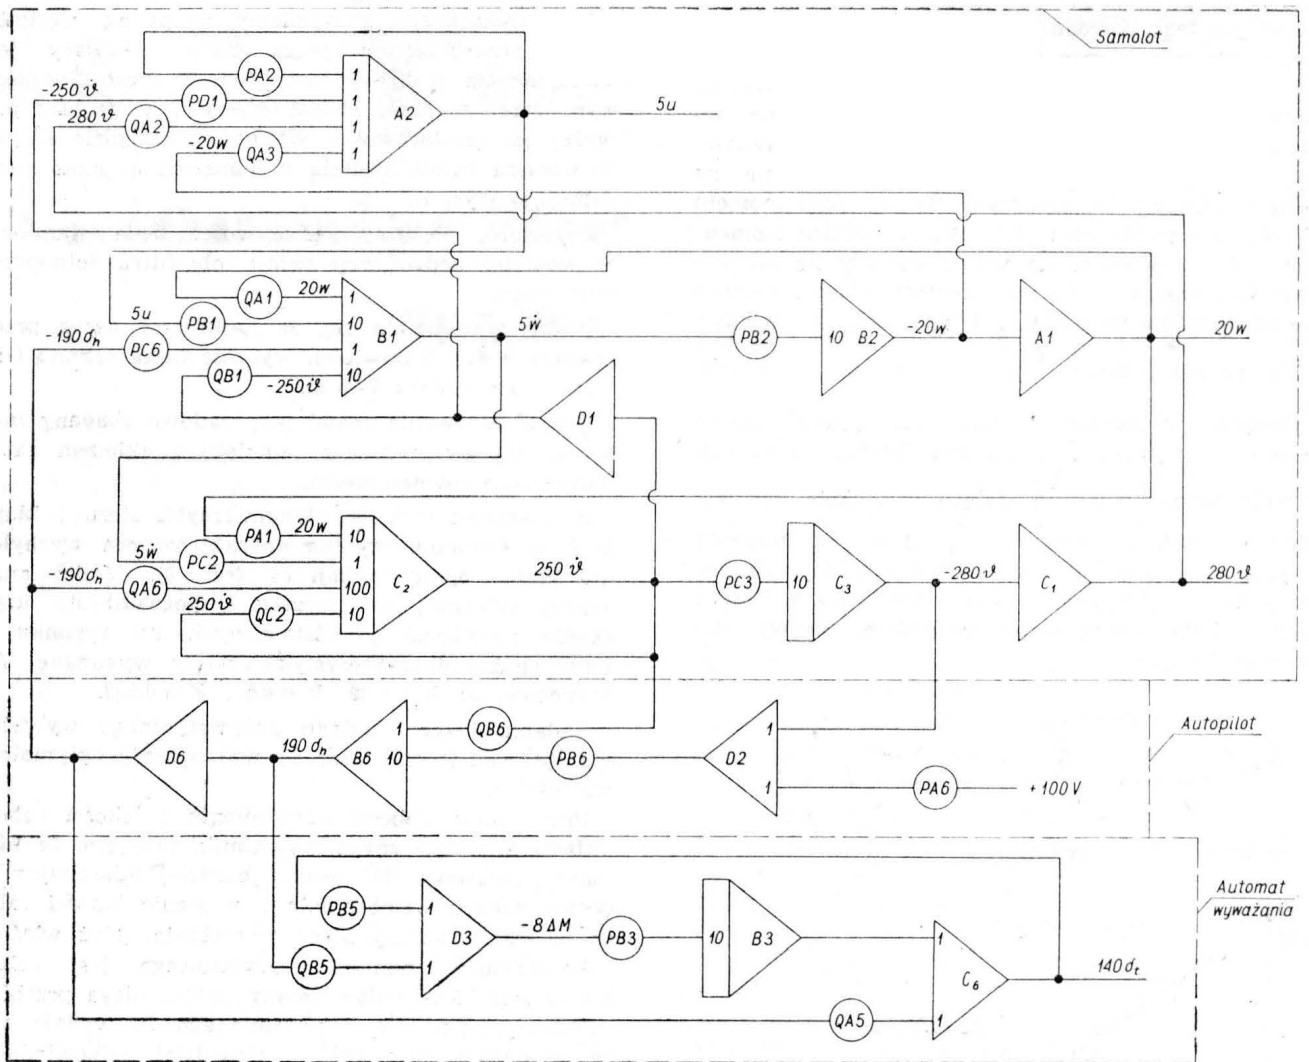 Samolot
PA2
1
-250 ϑ̇
PD1
1
A2
5u
280 ϑ
QA2
1
-20w
QA3
1
QA1
20w
1
5u
PB1
10
B1
5ẇ
PB2
10
B2
-20w
A1
20w
-190 dₕ
PC6
1
QB1
-250 ϑ̇
10
D1
PA1
20w
10
5ẇ
PC2
1
C₂
250 ϑ̇
PC3
10
C₃
-280 ϑ
C₁
280 ϑ
-190 dₕ
QA6
100
250 ϑ̇
QC2
10
Autopilot
D6
190 dₕ
B6
1
QB6
10
PB6
D2
1
1
PA6
+100 V
Automat
wyważania
PB5
1
D3
-8 ΔM
PB3
10
B3
1
QB5
1
C₆
140 dₜ
QA5
1